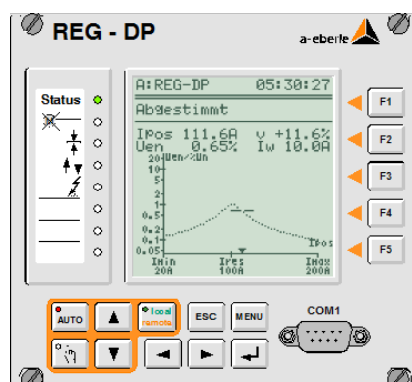 REG - DP
a-eberle
A:REG-DP 05:30:27
Status
Abgestimmt
F1
Ipos 111.6A v +11.6%
Uen 0.65% Iw 10.0A
F2
20 Uen/%Un
10
5
F3
2
1
0.5
F4
0.2
0.1 Ipos
0.05
F5
Imin Ires Imax
20A 100A 200A
AUTO
local
remote
ESC
MENU
COM1